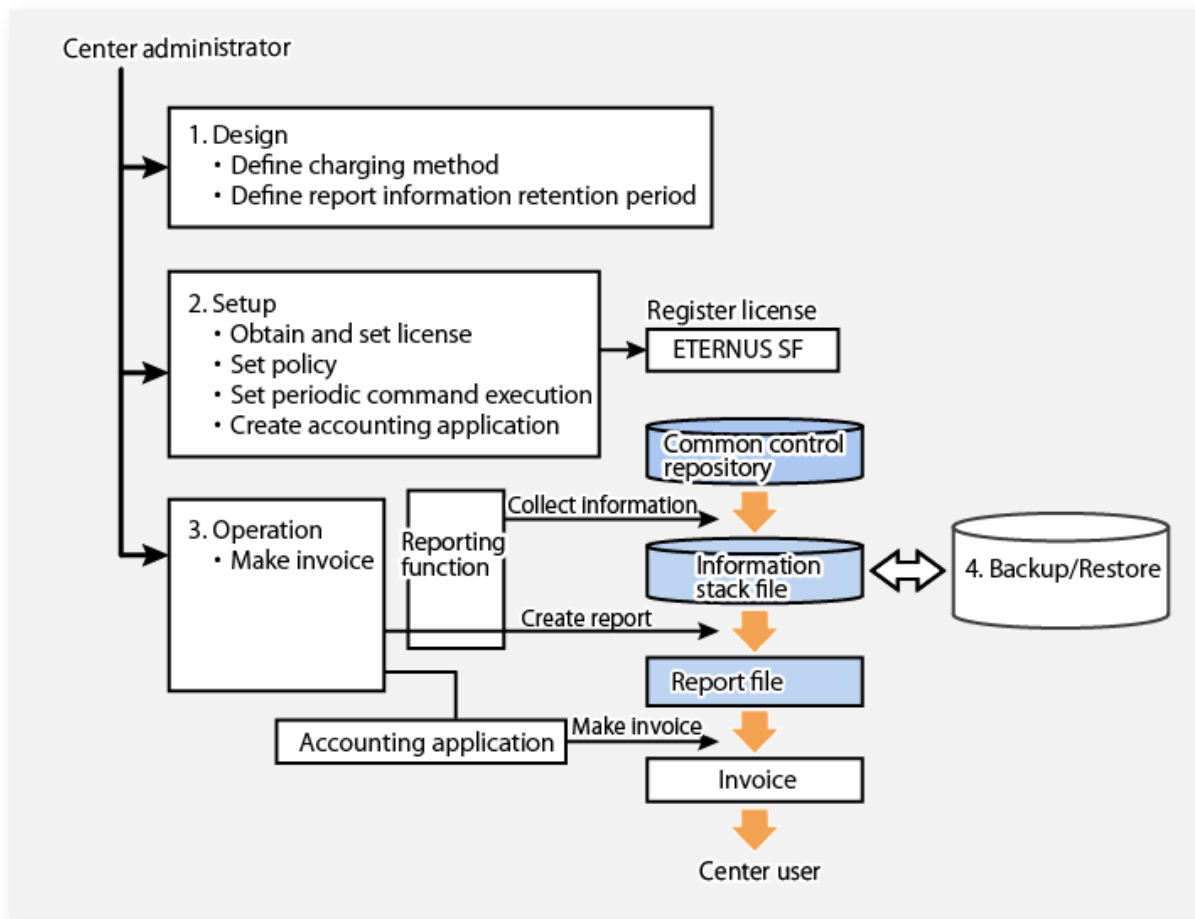 Center administrator
1. Design
・Define charging method
・Define report information retention period
2. Setup
・Obtain and set license
・Set policy
・Set periodic command execution
・Create accounting application
Register license
ETERNUS SF
Common control
repository
3. Operation
・Make invoice
Reporting
function
Collect information
Information
stack file
4. Backup/Restore
Create report
Report file
Accounting application
Make invoice
Invoice
Center user